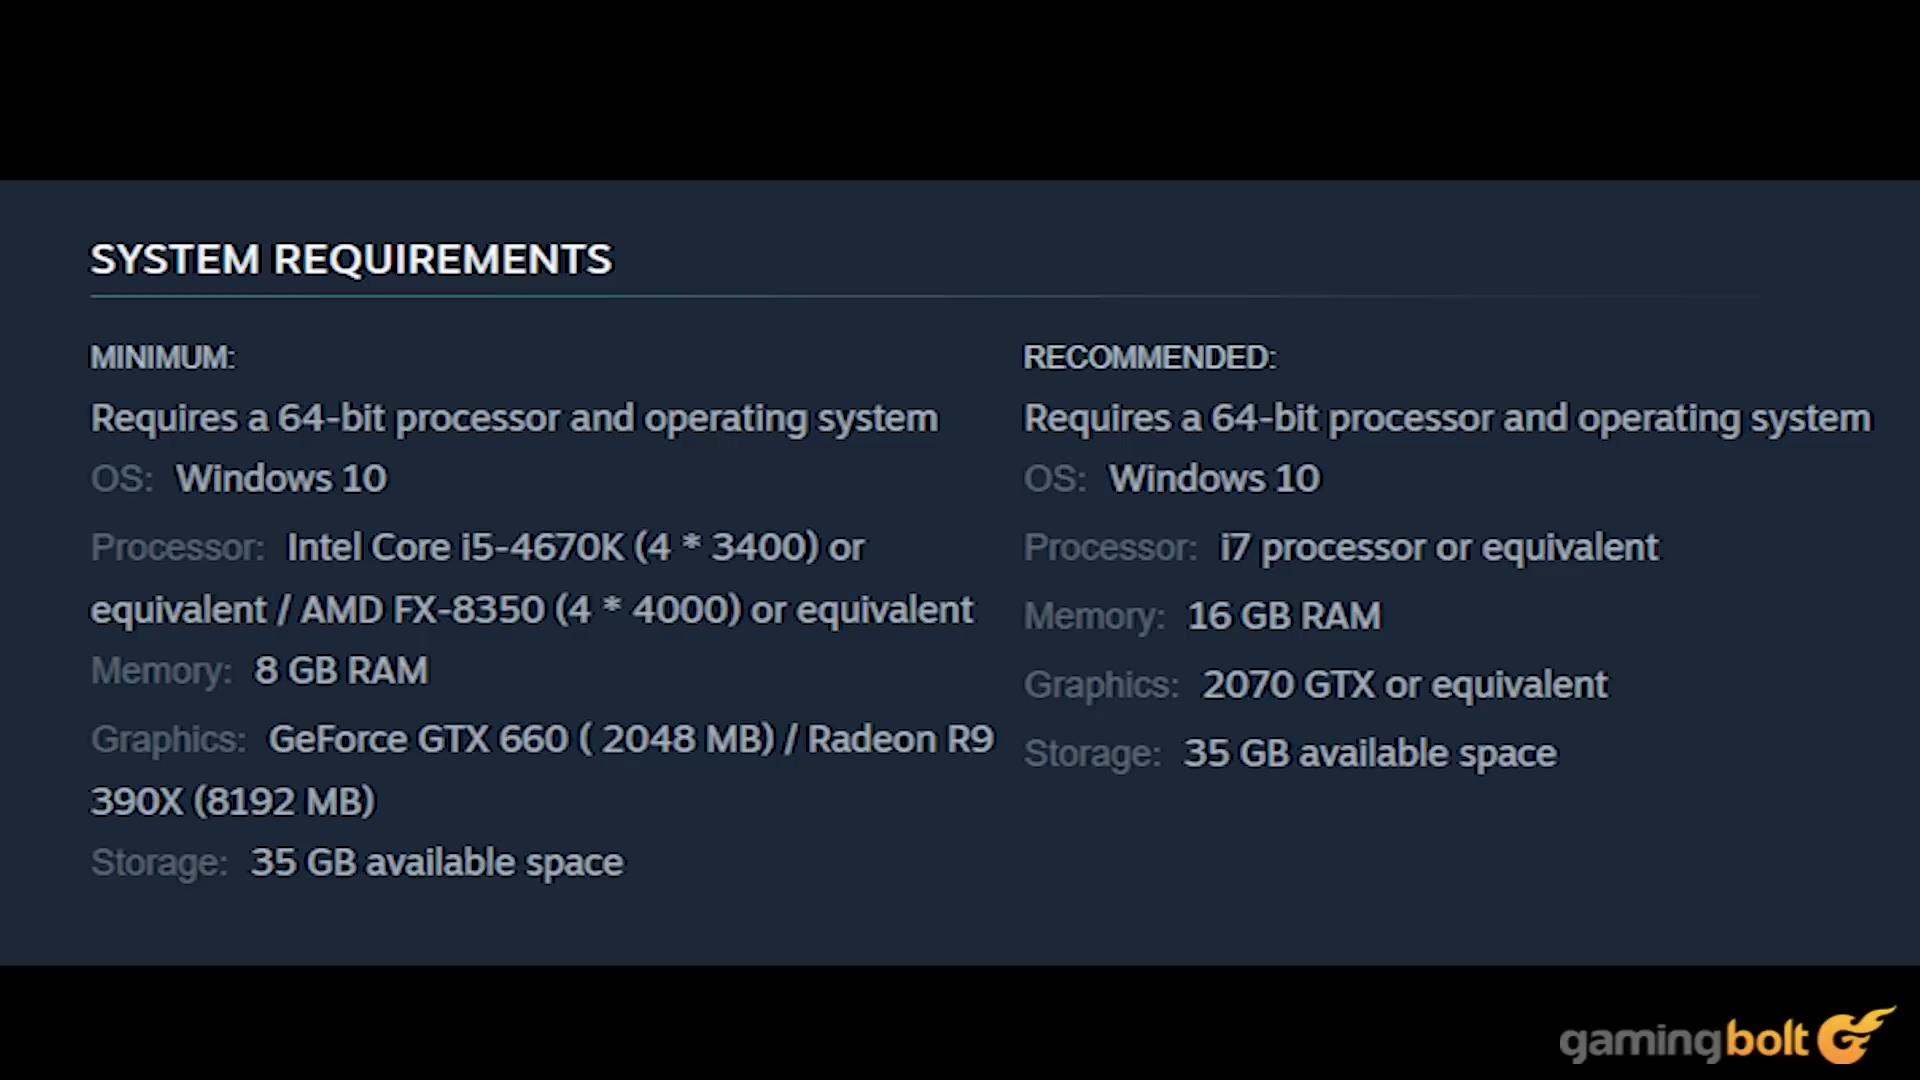 SYSTEM REQUIREMENTS
MINIMUM:
Requires a 64-bit processor and operating system
OS: Windows 10
Processor: Intel Core i5-4670K (4 * 3400) or
equivalent / AMD FX-8350 (4 * 4000) or equivalent
Memory: 8 GB RAM
Graphics: GeForce GTX 660 ( 2048 MB) / Radeon R9
390X (8192 MB)
Storage: 35 GB available space
RECOMMENDED:
Requires a 64-bit processor and operating system
OS: Windows 10
Processor: i7 processor or equivalent
Memory: 16 GB RAM
Graphics: 2070 GTX or equivalent
Storage: 35 GB available space
gamingbolt